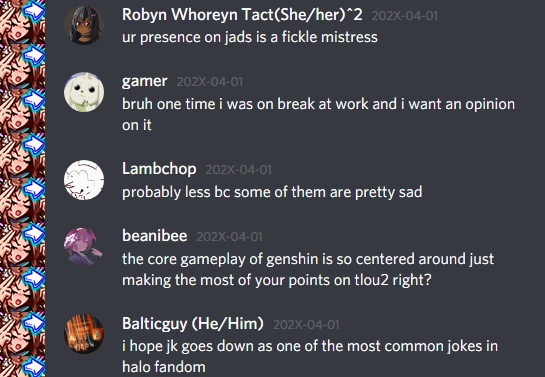 Robyn Whoreyn Tact(She/her)^2 202X-04-01
ur presence on jads is a fickle mistress
gamer 202X-04-01
bruh one time i was on break at work and i want an opinion
on it
Lambchop 202X-04-01
probably less bc some of them are pretty sad
beanibee 202X-04-01
the core gameplay of genshin is so centered around just
making the most of your points on tlou2 right?
Balticguy (He/Him) 202X-04-01
i hope jk goes down as one of the most common jokes in
halo fandom